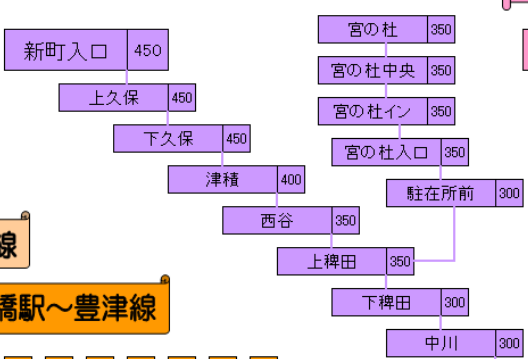 新町入口 450
上久保 450
下久保 450
津積 400
西谷 350
上稗田 350
下稗田 300
中川 300
宮の杜 350
宮の杜中央 350
宮の杜イン 350
宮の杜入口 350
駐在所前 300
線
橋駅～豊津線